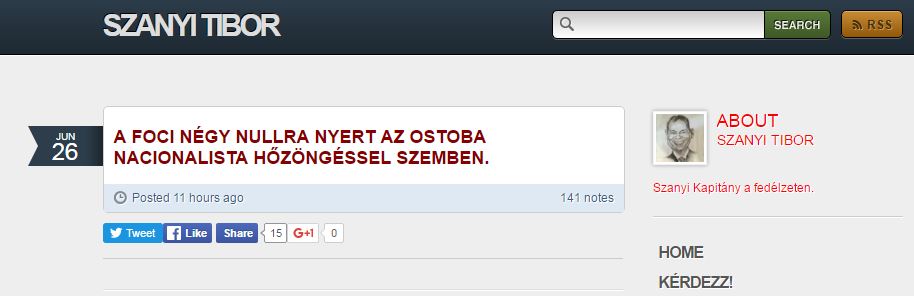 SZANYI TIBOR
SEARCH
RSS
JUN
26
A FOCI NÉGY NULLRA NYERT AZ OSTOBA
NACIONALISTA HŐZÖNGÉSSEL SZEMBEN.
Posted 11 hours ago
141 notes
Tweet
Like
Share
15
G+1
0
ABOUT
SZANYI TIBOR
Szanyi Kapitány a fedélzeten.
HOME
KÉRDEZZ!